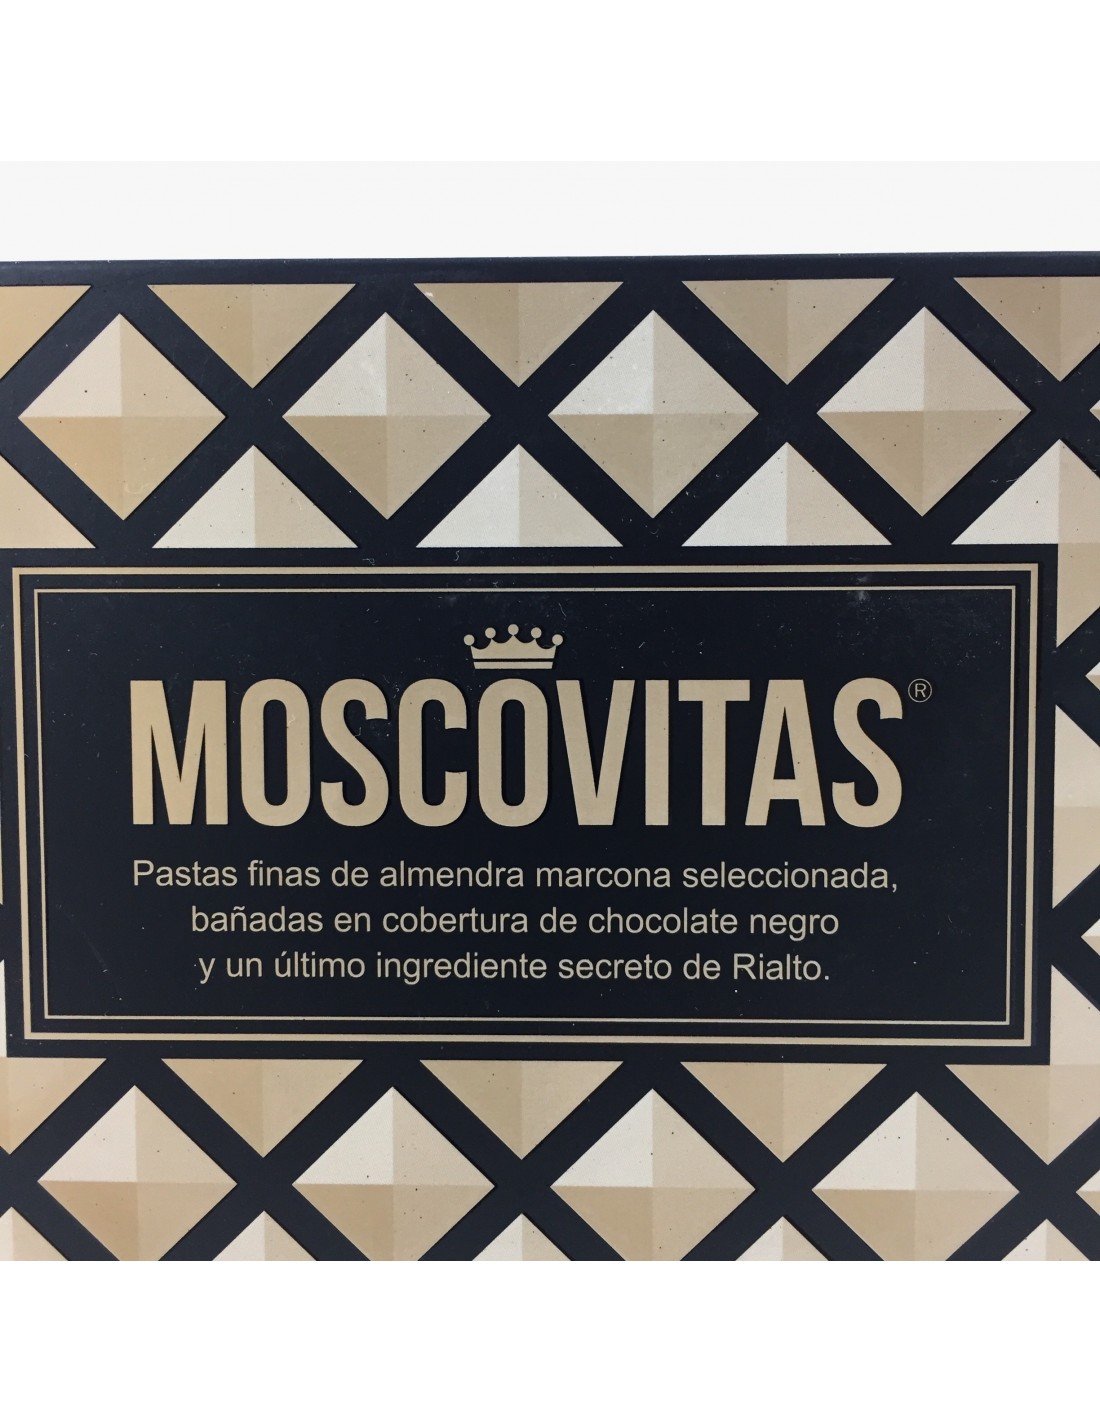 MOSCOVITAS®
Pastas finas de almendra marcona seleccionada,
bañadas en cobertura de chocolate negro
y un último ingrediente secreto de Rialto.